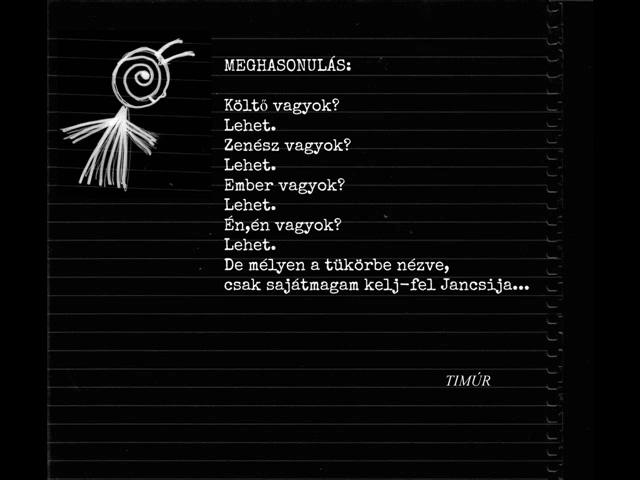 MEGHASONULÁS:
Költő vagyok?
Lehet.
Zenész vagyok?
Lehet.
Ember vagyok?
Lehet.
Én,én vagyok?
Lehet.
De mélyen a tükörbe nézve,
csak sajátmagam kelj-fel Jancsija...
TIMÚR